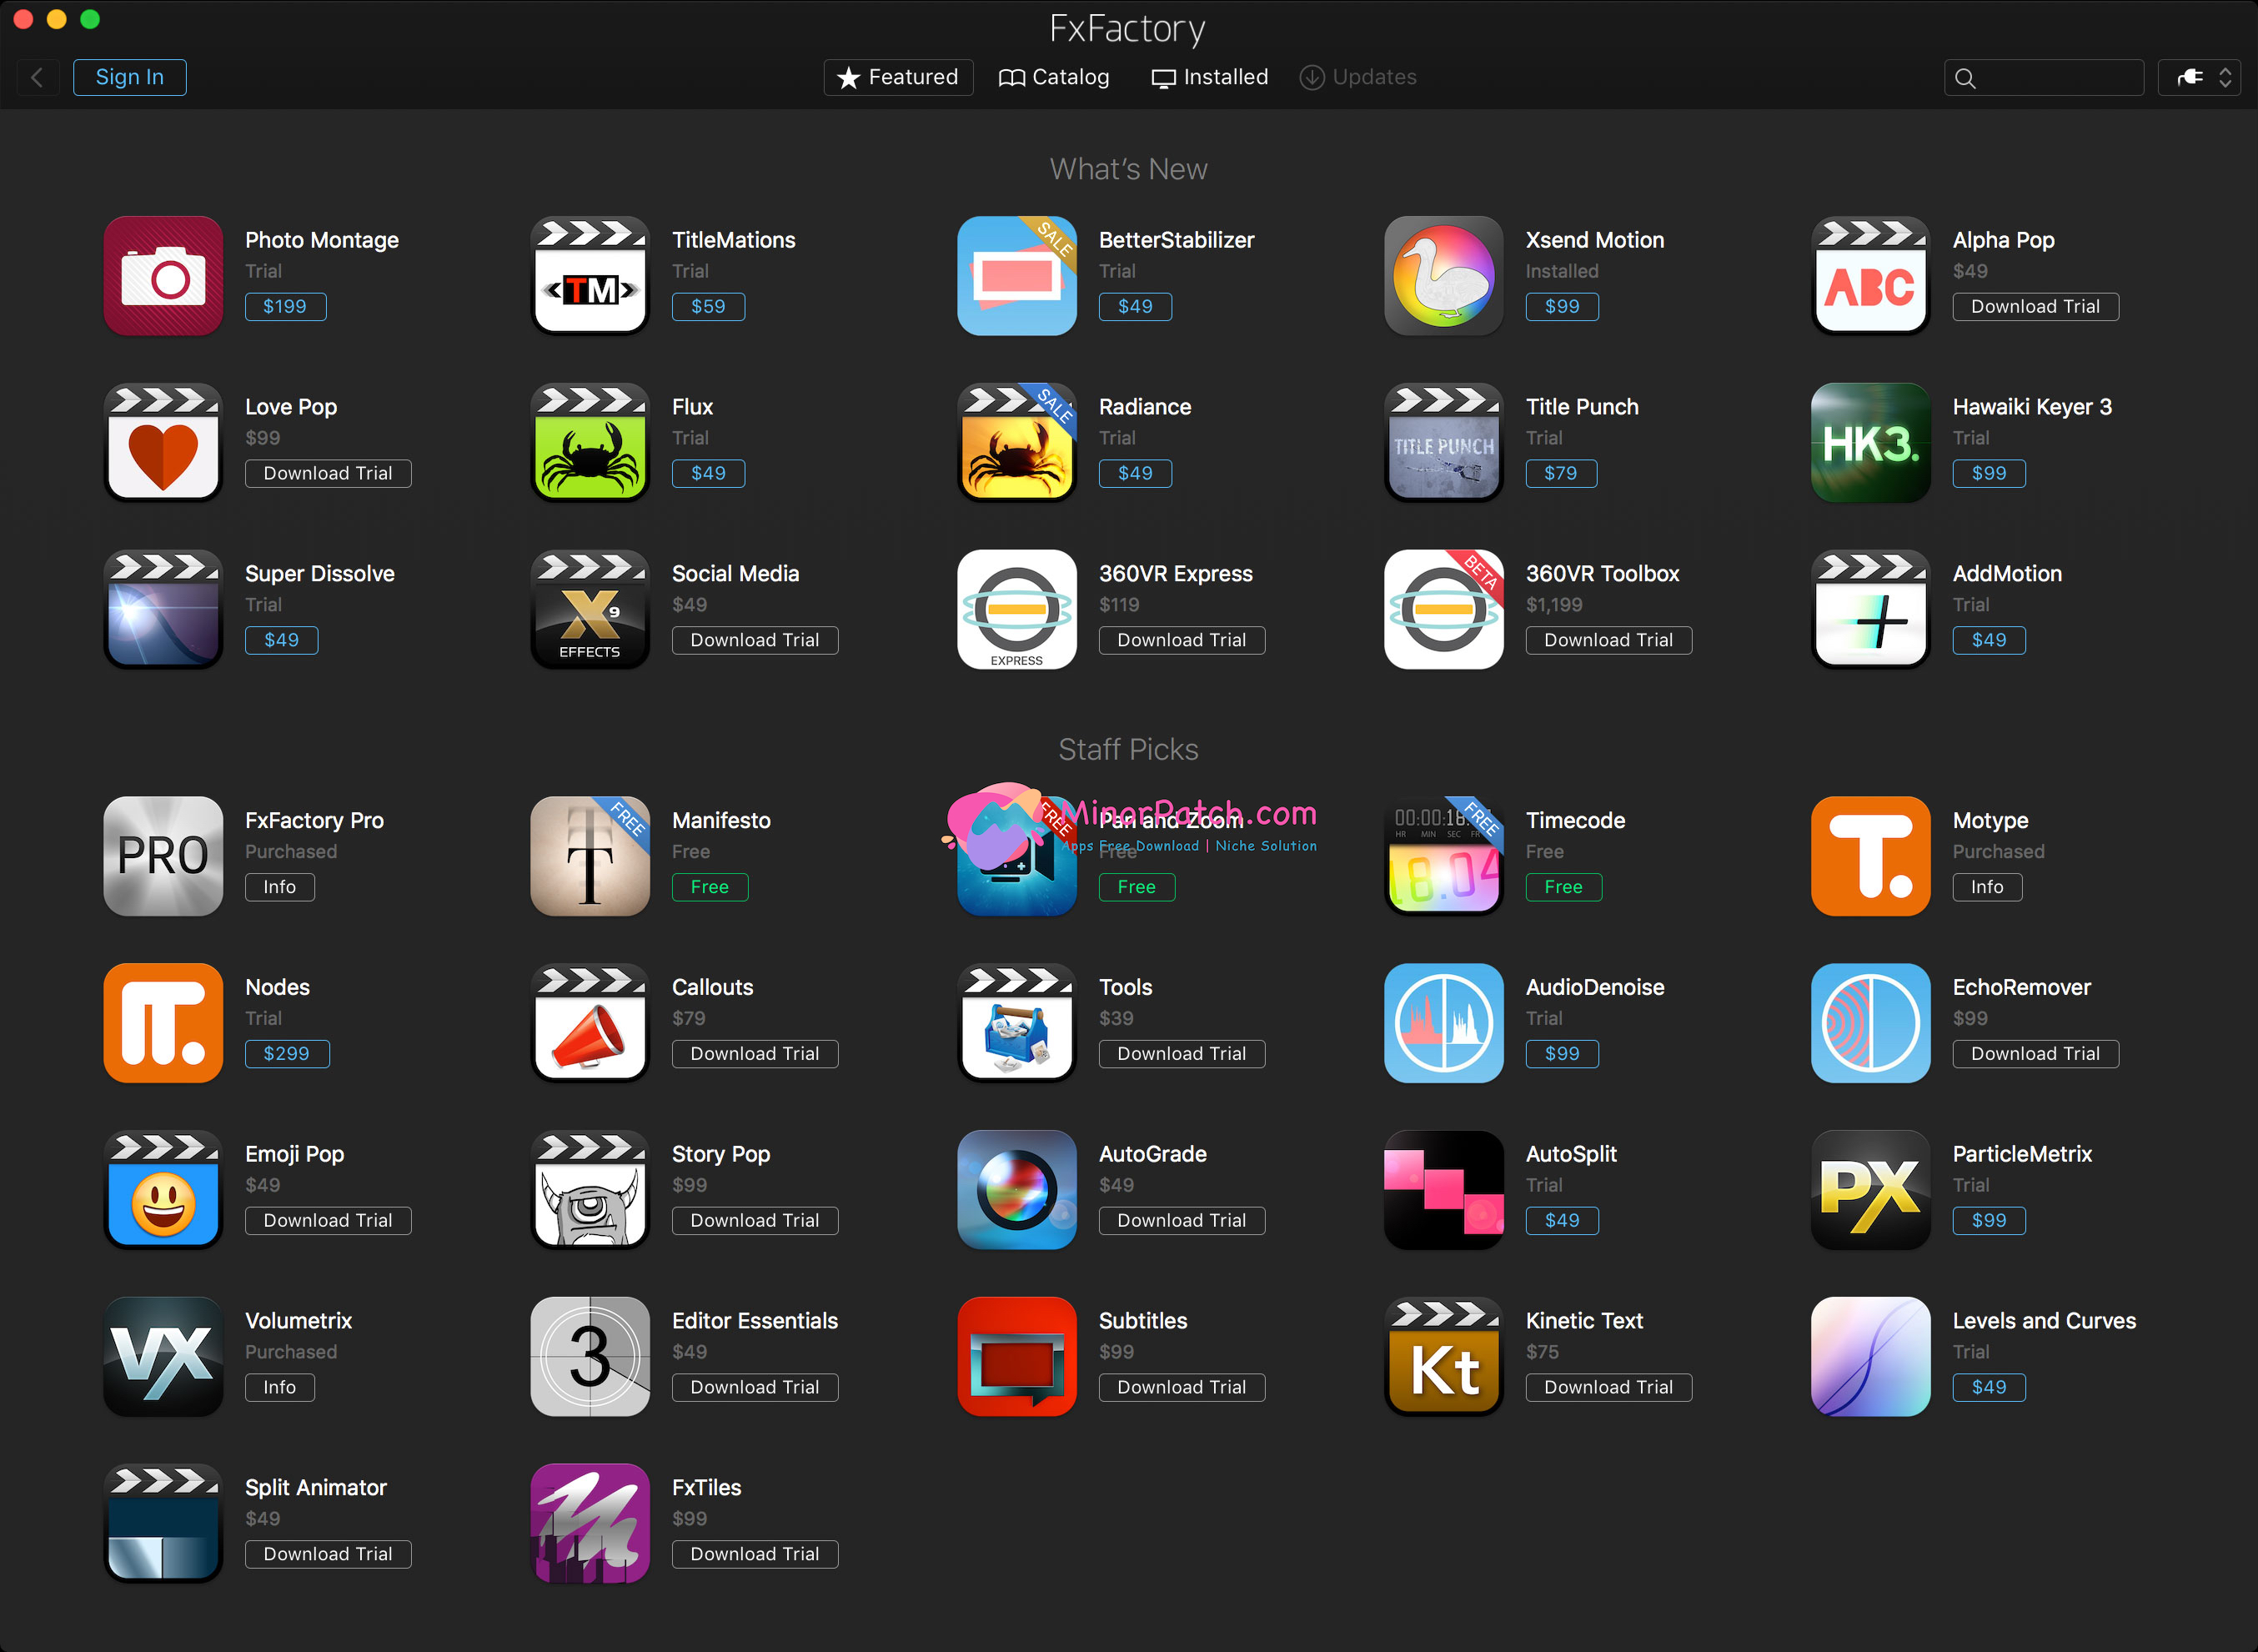 FxFactory
Sign In
Featured
Catalog
Installed
Updates
What's New
Photo Montage
Trial
$199
TM
TitleMations
Trial
$59
SALE
BetterStabilizer
Trial
$49
Xsend Motion
Installed
$99
ABC
Alpha Pop
$49
Download Trial
Love Pop
$99
Download Trial
Flux
Trial
$49
SALE
Radiance
Trial
$49
TITLE PUNCH
Title Punch
Trial
$79
HK3.
Hawaiki Keyer 3
Trial
$99
Super Dissolve
Trial
$49
X9
EFFECTS
Social Media
$49
Download Trial
EXPRESS
360VR Express
$119
Download Trial
BETA
360VR Toolbox
$1,199
Download Trial
AddMotion
Trial
$49
Staff Picks
PRO
FxFactory Pro
Purchased
Info
FREE
T
Manifesto
Free
Free
FREE
MinorPatch.com
Apps Free Download | Niche Solution
Pan and Zoom
Free
Free
FREE
00:00:18
HR MIN SEC FR
18.04
Timecode
Free
Free
T.
Motype
Purchased
Info
Nodes
Trial
$299
Callouts
$79
Download Trial
Tools
$39
Download Trial
AudioDenoise
Trial
$99
EchoRemover
$99
Download Trial
Emoji Pop
$49
Download Trial
Story Pop
$99
Download Trial
AutoGrade
$49
Download Trial
AutoSplit
Trial
$49
PX
ParticleMetrix
Trial
$99
VX
Volumetrix
Purchased
Info
3
Editor Essentials
$49
Download Trial
Subtitles
$99
Download Trial
Kt
Kinetic Text
$75
Download Trial
Levels and Curves
Trial
$49
Split Animator
$49
Download Trial
FxTiles
$99
Download Trial